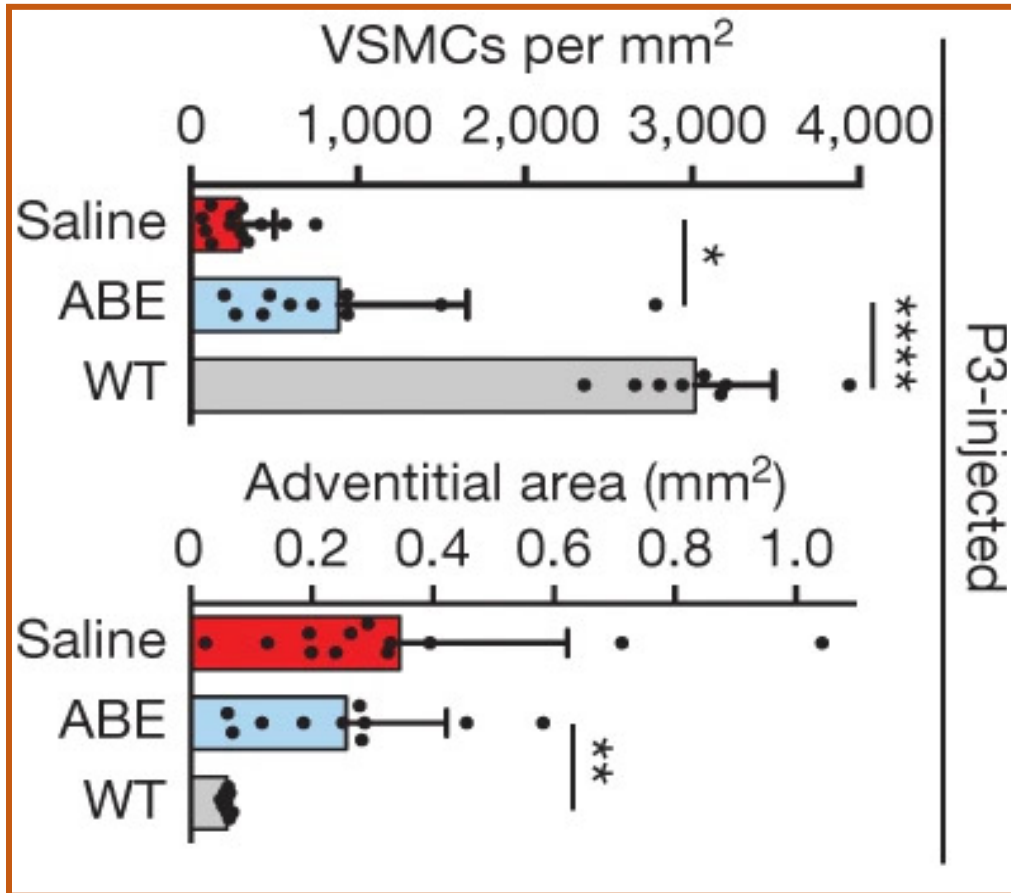 VSMCs per mm²
0 1,000 2,000 3,000 4,000
Saline
*
ABE
****
WT
Adventitial area (mm²)
0 0.2 0.4 0.6 0.8 1.0
Saline
ABE
**
WT
P3-injected